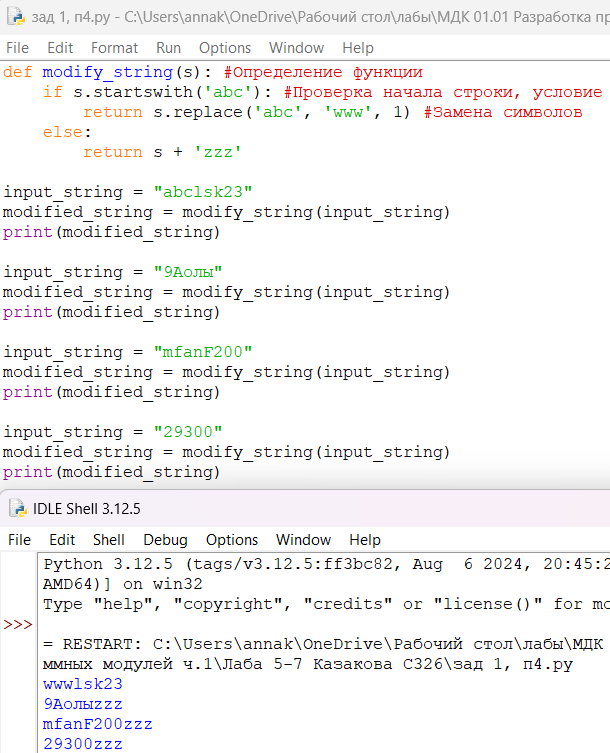 зад 1, п4.py - C:\Users\annak\OneDrive\Рабочий стол\лабы\МДК 01.01 Разработка пр
File Edit Format Run Options Window Help
def modify_string(s): #Определение функции
    if s.startswith('abc'): #Проверка начала строки, условие
        return s.replace('abc', 'www', 1) #Замена символов
    else:
        return s + 'zzz'
input_string = "abclsk23"
modified_string = modify_string(input_string)
print(modified_string)
input_string = "9Аолы"
modified_string = modify_string(input_string)
print(modified_string)
input_string = "mfanF200"
modified_string = modify_string(input_string)
print(modified_string)
input_string = "29300"
modified_string = modify_string(input_string)
print(modified_string)
IDLE Shell 3.12.5
File Edit Shell Debug Options Window Help
Python 3.12.5 (tags/v3.12.5:ff3bc82, Aug  6 2024, 20:45:2
AMD64)] on win32
Type "help", "copyright", "credits" or "license()" for mo
>>>
= RESTART: C:\Users\annak\OneDrive\Рабочий стол\лабы\МДК
ммных модулей ч.1\Лаба 5-7 Казакова С326\зад 1, п4.py
wwwlsk23
9Аолыzzz
mfanF200zzz
29300zzz